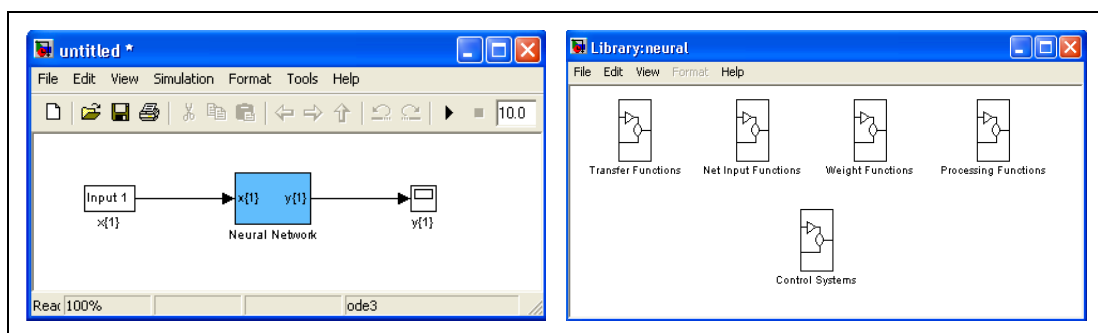 untitled *
File Edit View Simulation Format Tools Help
10.0
Input 1
x{1}
x{1} y{1}
Neural Network
y{1}
100%
ode3
Library:neural
File Edit View Format Help
Transfer Functions Net Input Functions Weight Functions Processing Functions
Control Systems